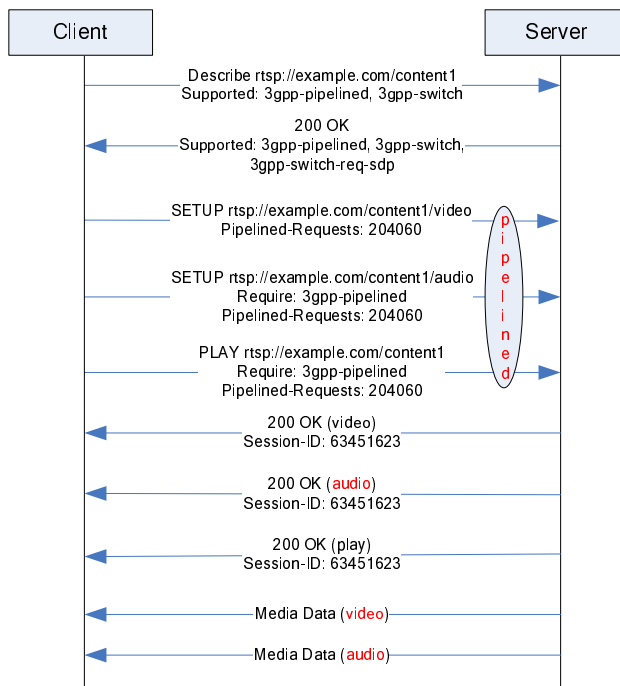 Client
Server
Describe rtsp://example.com/content1
Supported: 3gpp-pipelined, 3gpp-switch
200 OK
Supported: 3gpp-pipelined, 3gpp-switch,
3gpp-switch-req-sdp
SETUP rtsp://example.com/content1/video
Pipelined-Requests: 204060
SETUP rtsp://example.com/content1/audio
Require: 3gpp-pipelined
Pipelined-Requests: 204060
PLAY rtsp://example.com/content1
Require: 3gpp-pipelined
Pipelined-Requests: 204060
pipelined
200 OK (video)
Session-ID: 63451623
200 OK (audio)
Session-ID: 63451623
200 OK (play)
Session-ID: 63451623
Media Data (video)
Media Data (audio)